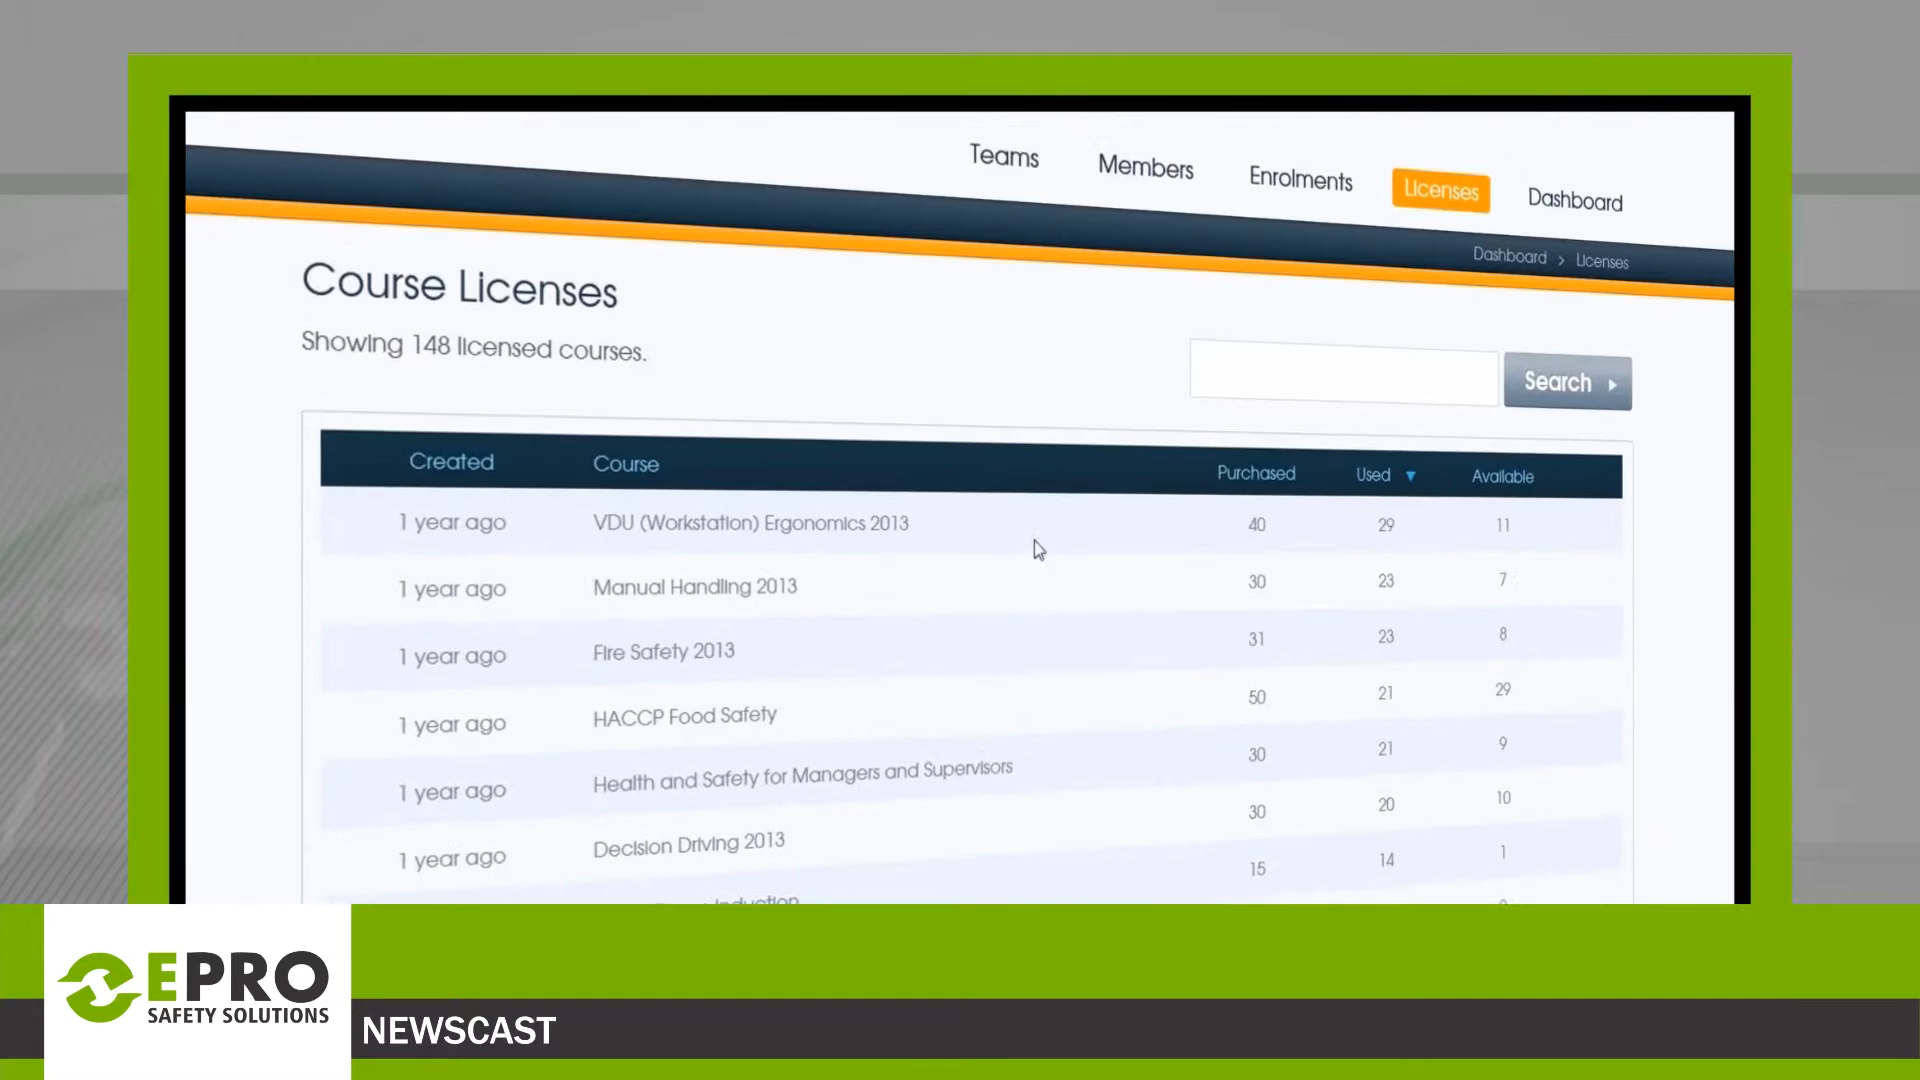 Teams Members Enrolments Licenses Dashboard
Dashboard > Licenses
Course Licenses
Showing 148 licensed courses.
Search
Created Course Purchased Used Available
1 year ago VDU (Workstation) Ergonomics 2013 40 29 11
1 year ago Manual Handling 2013 30 23 7
1 year ago Fire Safety 2013 31 23 8
1 year ago HACCP Food Safety 50 21 29
1 year ago Health and Safety for Managers and Supervisors 30 21 9
1 year ago Decision Driving 2013 30 20 10
Induction 15 14 1
EPRO
SAFETY SOLUTIONS
NEWSCAST